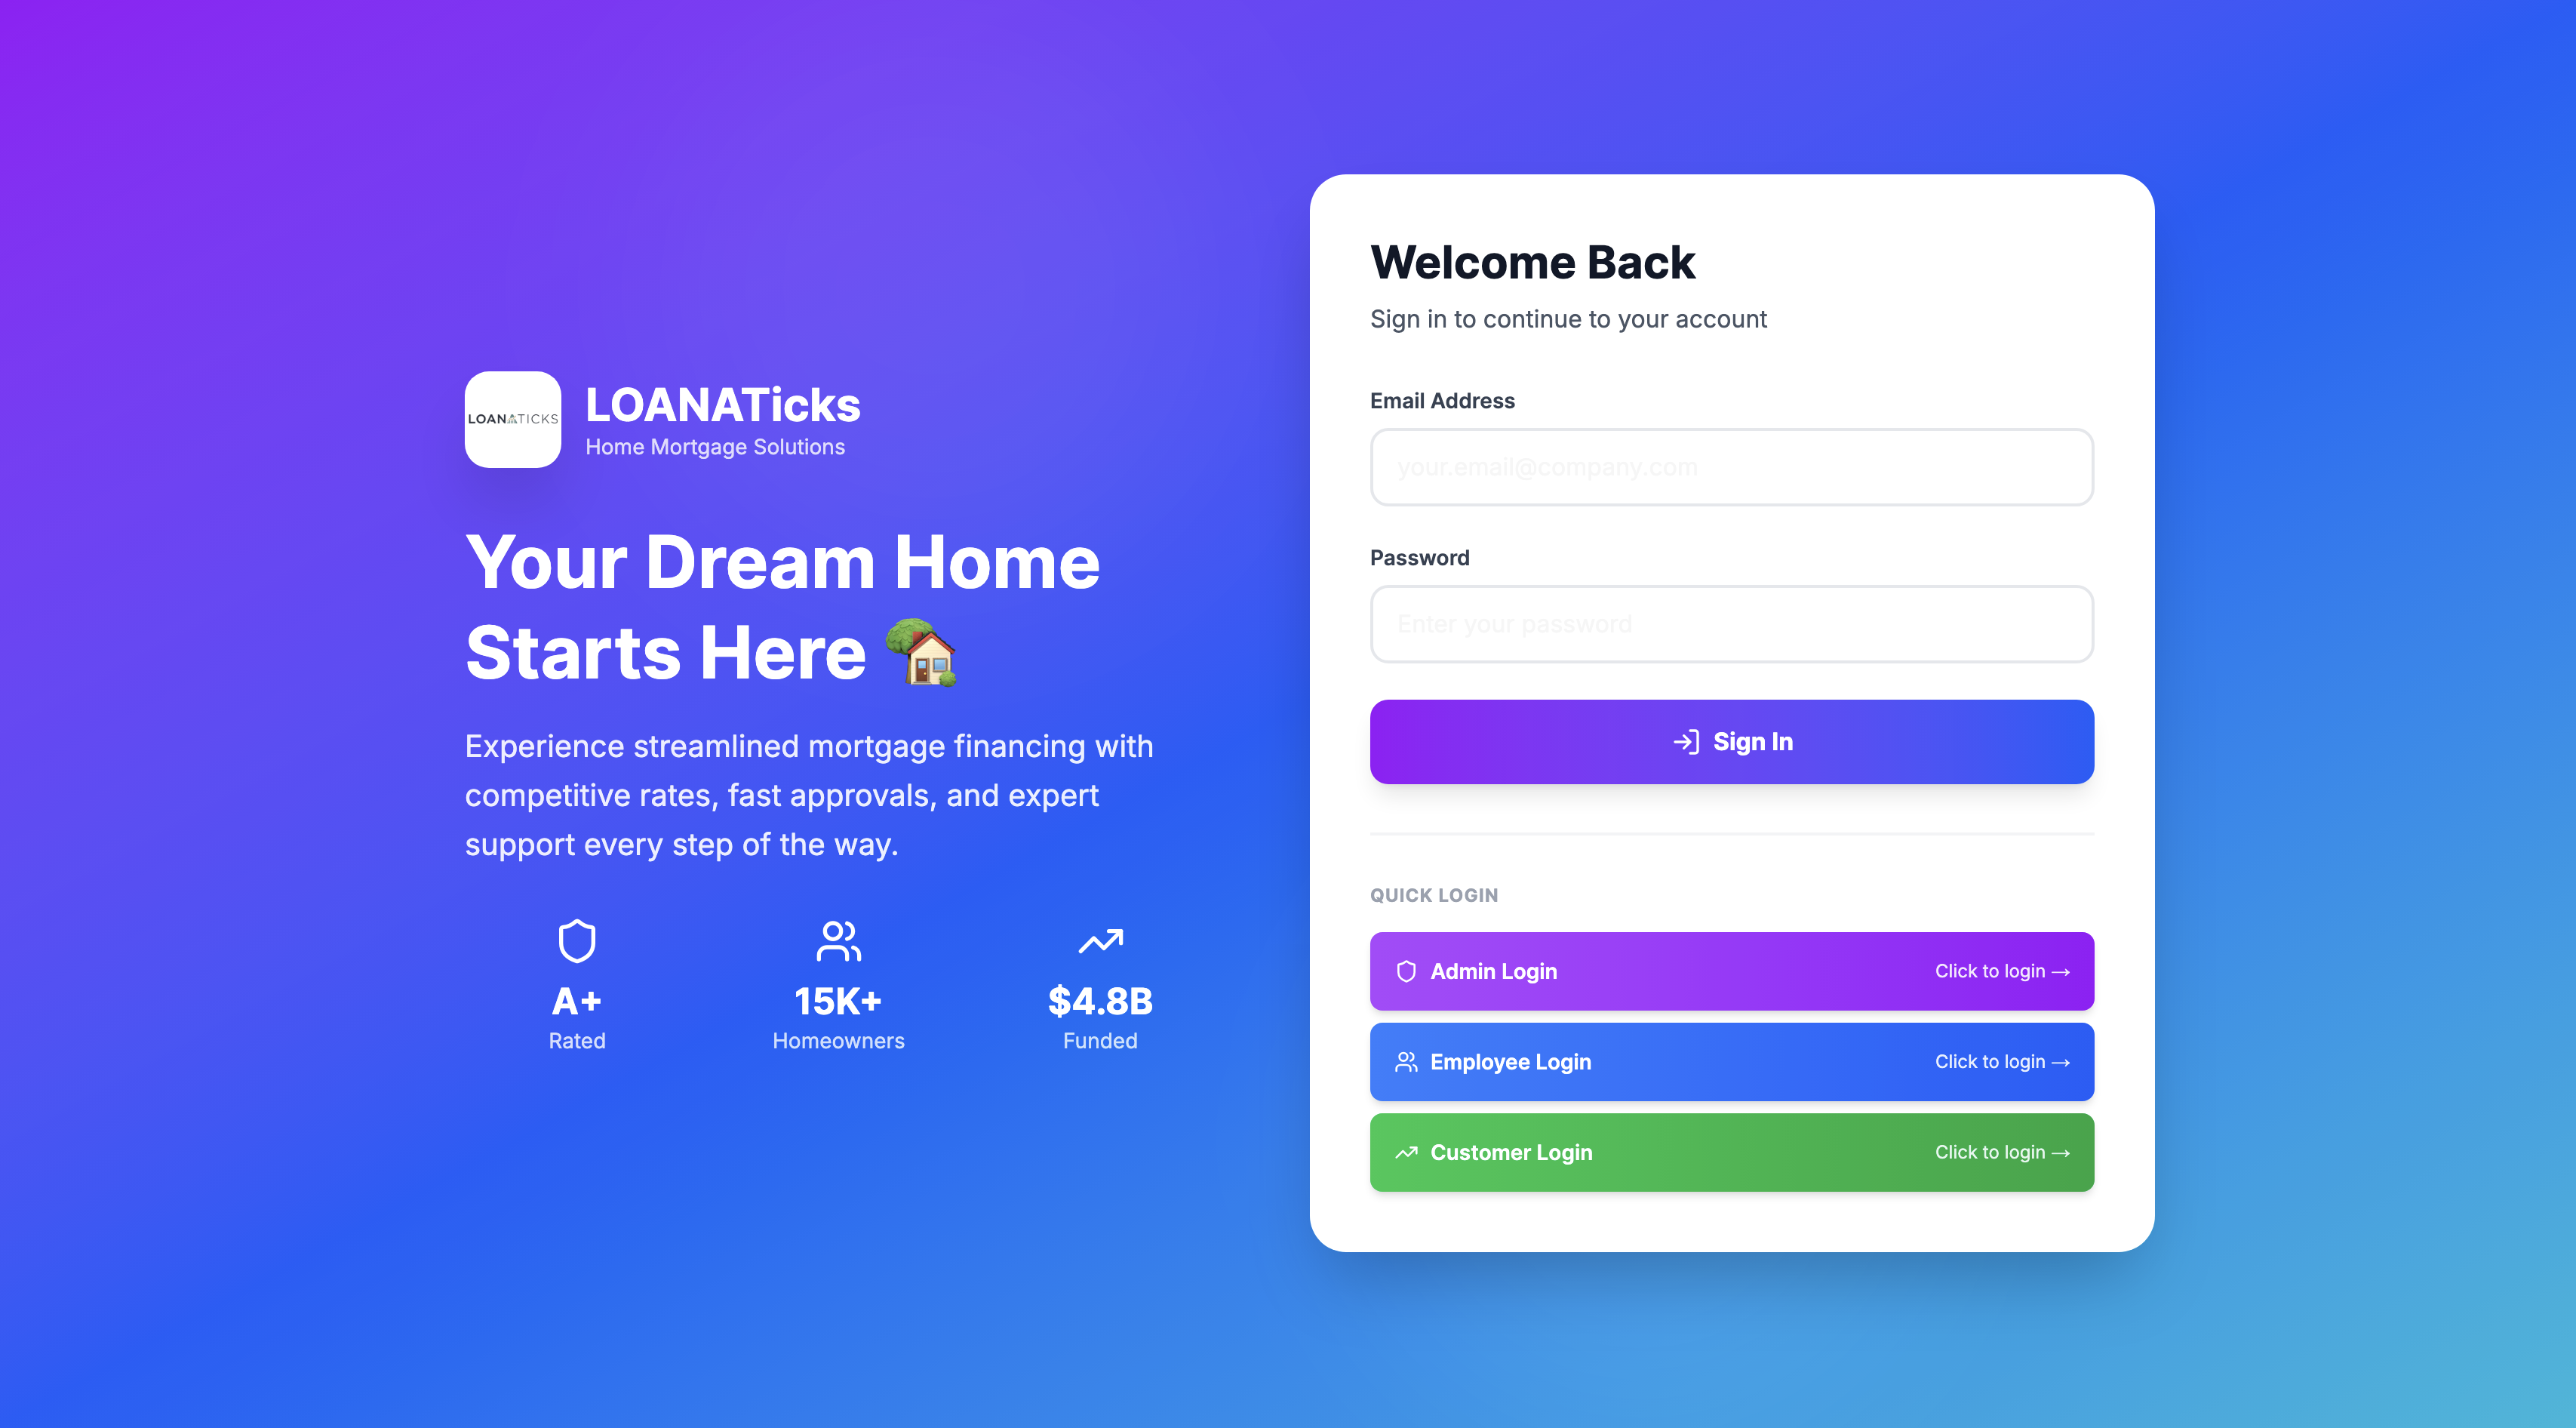 LOANATICKS
LOANATicks
Home Mortgage Solutions
Your Dream Home
Starts Here
Experience streamlined mortgage financing with
competitive rates, fast approvals, and expert
support every step of the way.
A+
Rated
15K+
Homeowners
$4.8B
Funded
Welcome Back
Sign in to continue to your account
Email Address
your.email@company.com
Password
Enter your password
Sign In
QUICK LOGIN
Admin Login Click to login →
Employee Login Click to login →
Customer Login Click to login →